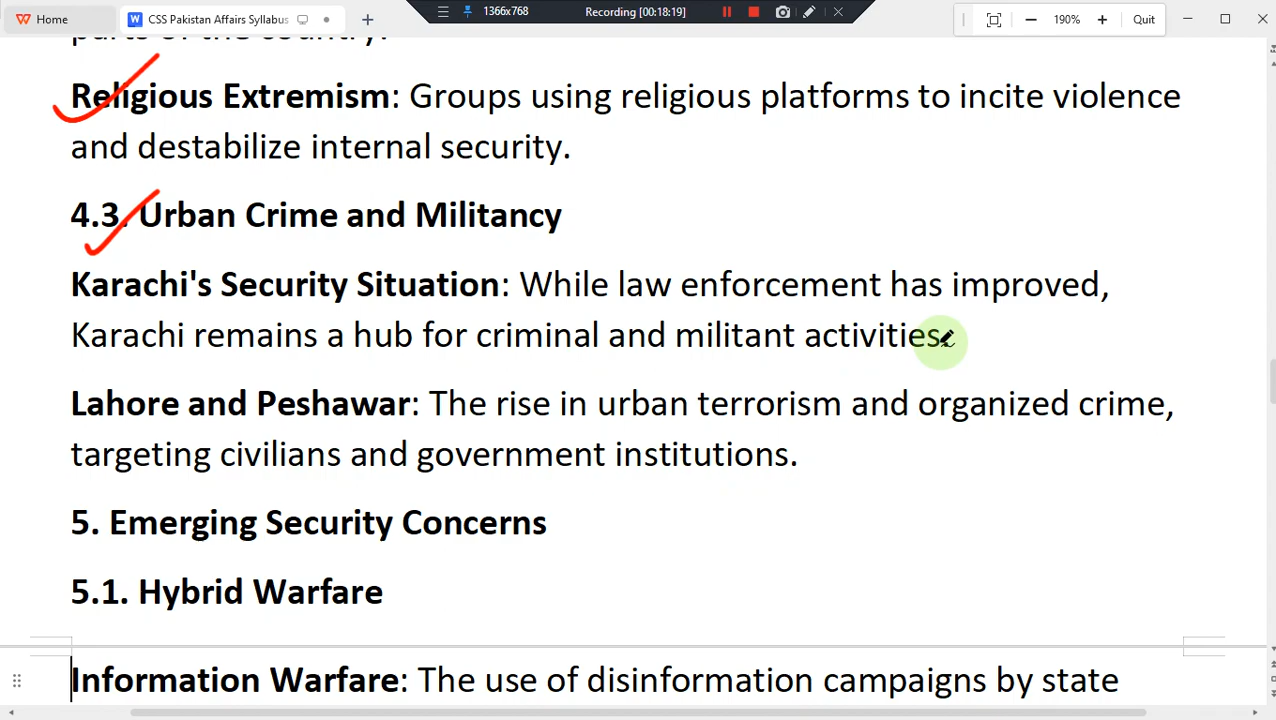 Home
CSS Pakistan Affairs Syllabus
1366x768
Recording [00:18:19]
190%
Quit
parts of the country.
Religious Extremism: Groups using religious platforms to incite violence
and destabilize internal security.
4.3. Urban Crime and Militancy
Karachi's Security Situation: While law enforcement has improved,
Karachi remains a hub for criminal and militant activities.
Lahore and Peshawar: The rise in urban terrorism and organized crime,
targeting civilians and government institutions.
5. Emerging Security Concerns
5.1. Hybrid Warfare
Information Warfare: The use of disinformation campaigns by state